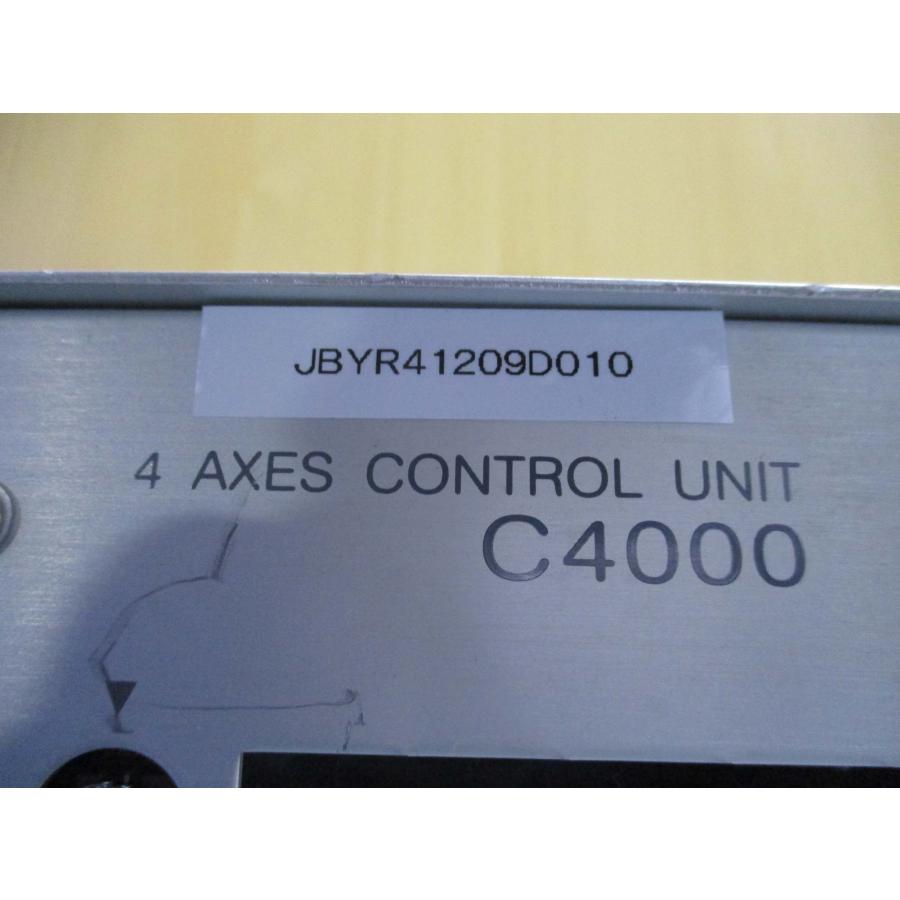 JBYR41209D010
4 AXES CONTROL UNIT
C4000